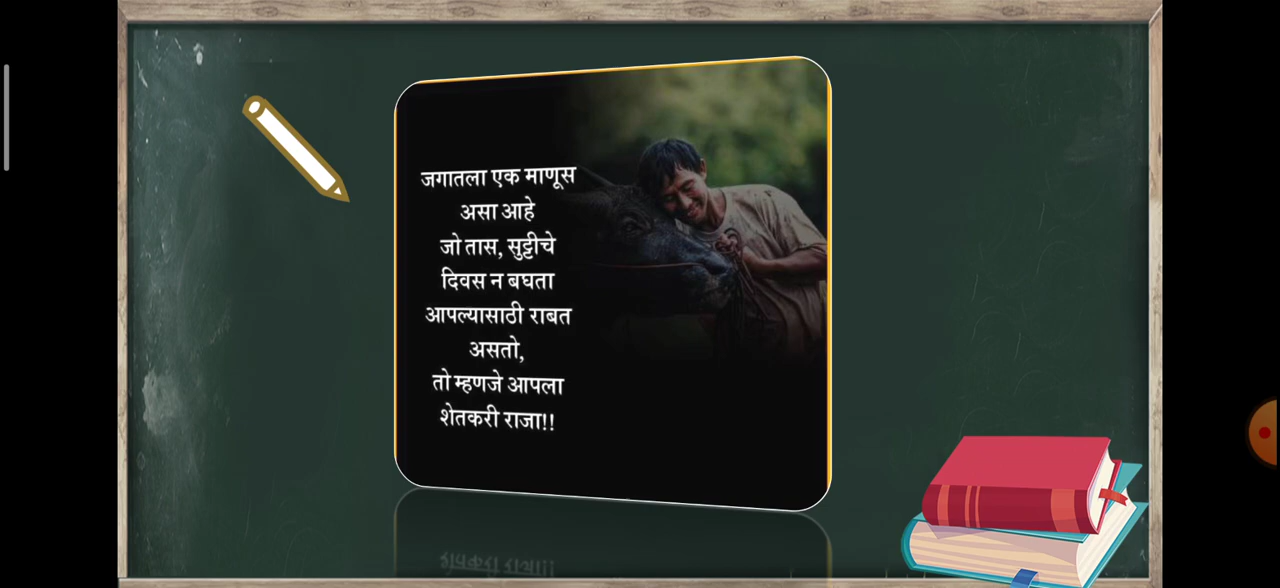 जगातला एक माणूस
असा आहे
जो तास, सुट्टीचे
दिवस न बघता
आपल्यासाठी राबत
असतो,
तो म्हणजे आपला
शेतकरी राजा!!